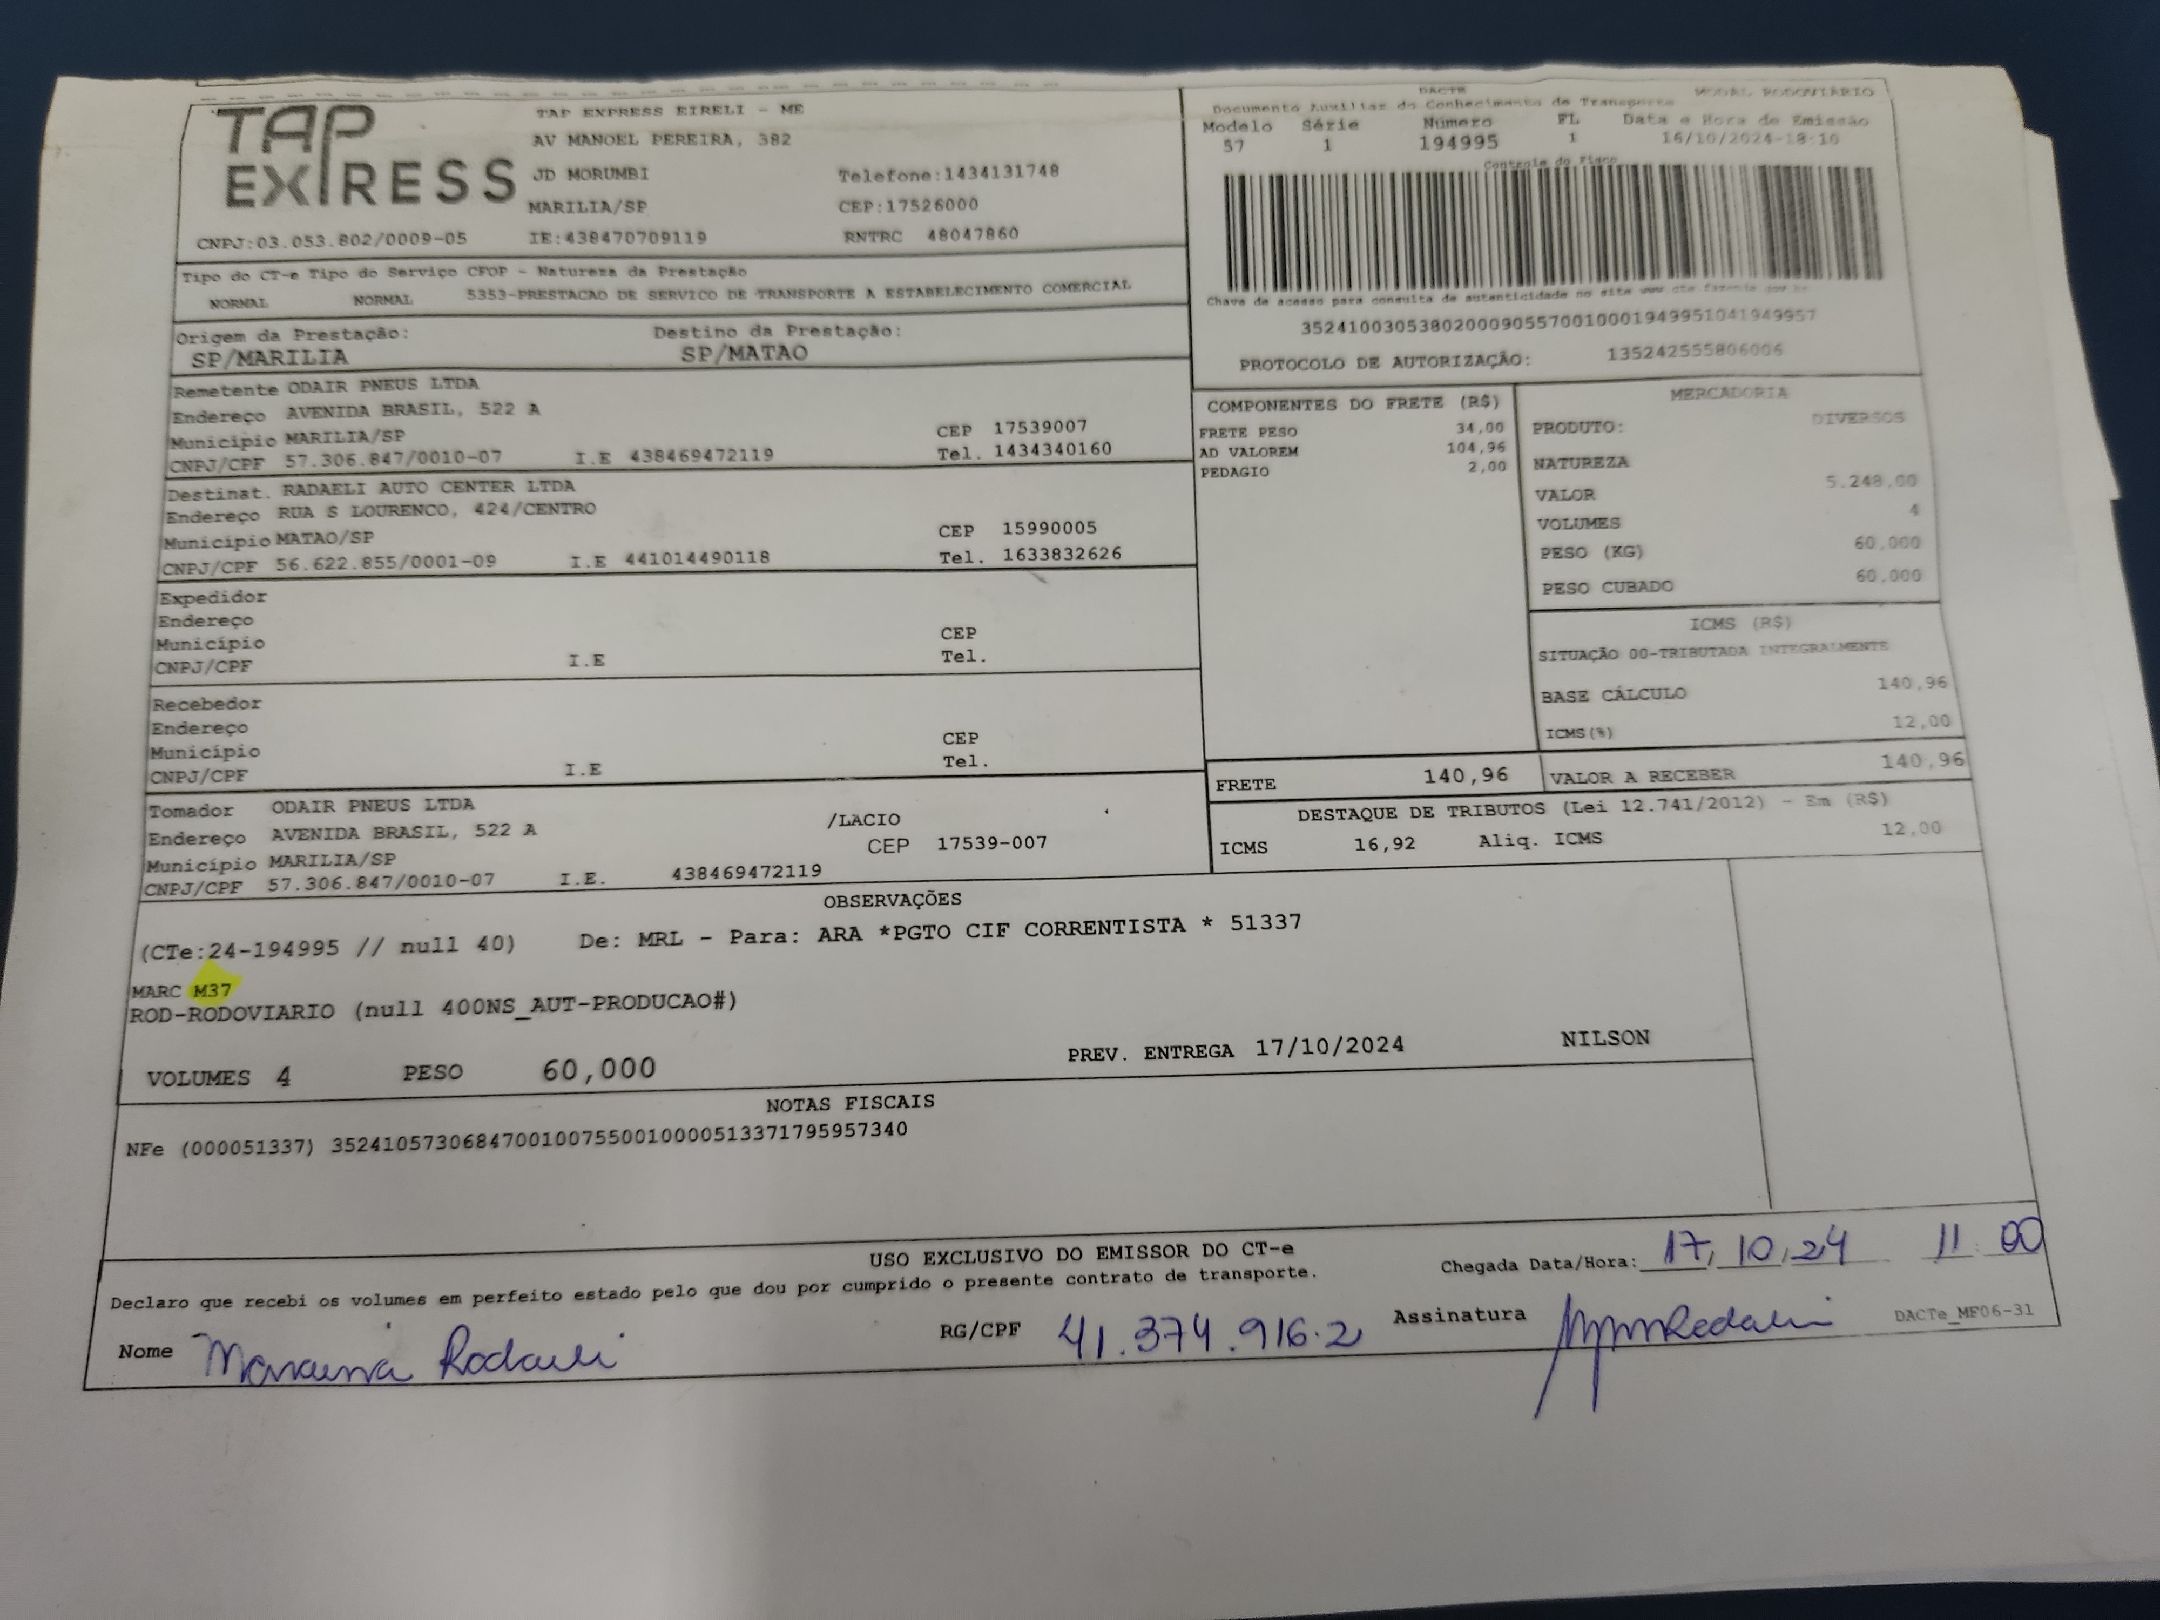 TAP EXPRESS
TAP EXPRESS EIRELI - ME
AV MANOEL PEREIRA, 382
JD MORUMBI Telefone:1434131748
MARILIA/SP CEP:17526000
CNPJ:03.053.802/0009-05 IE:438470709119 RNTRC 48047860
DACTE MODAL RODOVIÁRIO
Documento Auxiliar do Conhecimento de Transporte
Modelo Série Número FL Data e Hora de Emissão
57 1 194995 1 16/10/2024-18:10
Controle do Fisco
Chave de acesso para consulta de autenticidade no site www.cte.fazenda.gov.br
35241003053802000905570010001949951041949957
PROTOCOLO DE AUTORIZAÇÃO: 135242555806006
Tipo do CT-e Tipo do Serviço CFOP - Natureza da Prestação
NORMAL NORMAL 5353-PRESTACAO DE SERVICO DE TRANSPORTE A ESTABELECIMENTO COMERCIAL
Origem da Prestação: Destino da Prestação:
SP/MARILIA SP/MATAO
Remetente ODAIR PNEUS LTDA
Endereço AVENIDA BRASIL, 522 A
Município MARILIA/SP CEP 17539007
CNPJ/CPF 57.306.847/0010-07 I.E 438469472119 Tel. 1434340160
Destinat. RADAELI AUTO CENTER LTDA
Endereço RUA S LOURENCO, 424/CENTRO
Município MATAO/SP CEP 15990005
CNPJ/CPF 56.622.855/0001-09 I.E 441014490118 Tel. 1633832626
Expedidor
Endereço
Município CEP
CNPJ/CPF I.E Tel.
Recebedor
Endereço
Município CEP
CNPJ/CPF I.E Tel.
Tomador ODAIR PNEUS LTDA
Endereço AVENIDA BRASIL, 522 A /LACIO
Município MARILIA/SP CEP 17539-007
CNPJ/CPF 57.306.847/0010-07 I.E. 438469472119
COMPONENTES DO FRETE (R$)
FRETE PESO 34,00
AD VALOREM 104,96
PEDAGIO 2,00
MERCADORIA
PRODUTO: DIVERSOS
NATUREZA
VALOR 5.248,00
VOLUMES 4
PESO (KG) 60,000
PESO CUBADO 60,000
ICMS (R$)
SITUAÇÃO 00-TRIBUTADA INTEGRALMENTE
BASE CÁLCULO 140,96
ICMS(%) 12,00
FRETE 140,96 VALOR A RECEBER 140,96
DESTAQUE DE TRIBUTOS (Lei 12.741/2012) - Em (R$)
ICMS 16,92 Aliq. ICMS 12,00
OBSERVAÇÕES
(CTe:24-194995 // null 40) De: MRL - Para: ARA *PGTO CIF CORRENTISTA * 51337
MARC M37
ROD-RODOVIARIO (null 400NS_AUT-PRODUCAO#)
VOLUMES 4 PESO 60,000 PREV. ENTREGA 17/10/2024 NILSON
NOTAS FISCAIS
NFe (000051337) 35241057306847001007550010000513371795957340
USO EXCLUSIVO DO EMISSOR DO CT-e
Declaro que recebi os volumes em perfeito estado pelo que dou por cumprido o presente contrato de transporte.
Chegada Data/Hora: 17, 10, 24 11:00
Nome RG/CPF 41.374.916-2 Assinatura DACTe_MF06-31